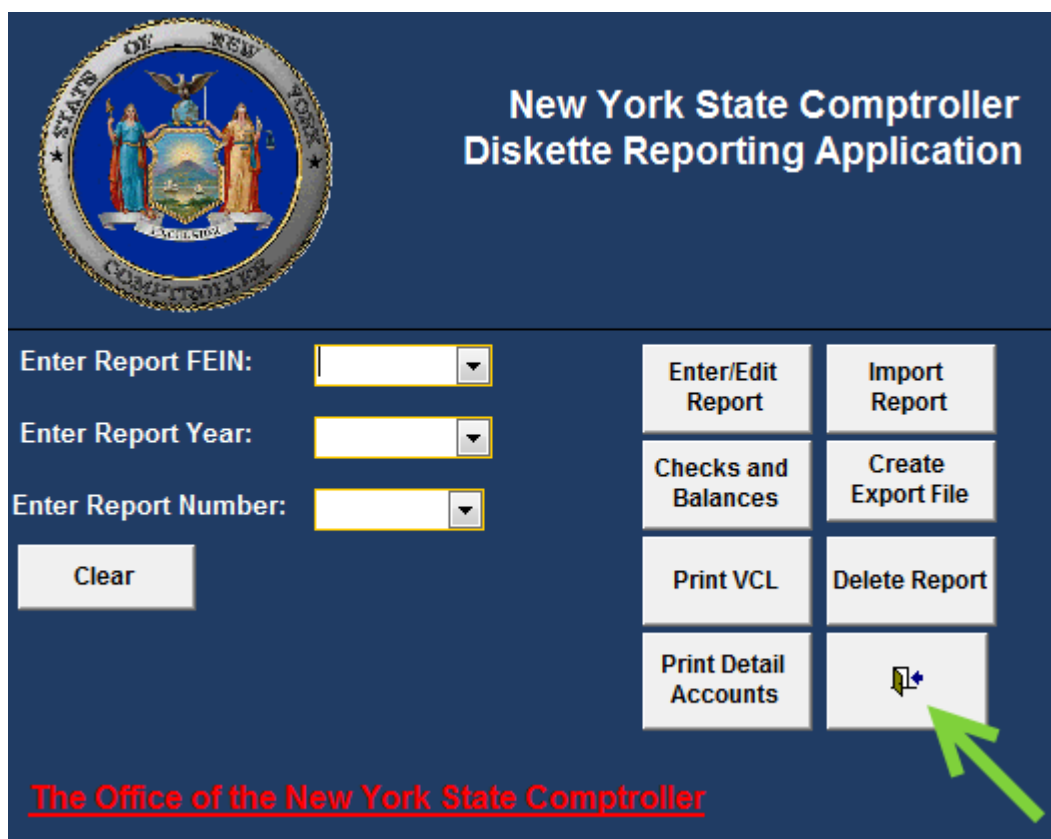 STATE OF NEW YORK
EXCELSIOR
COMPTROLLER
New York State Comptroller
Diskette Reporting Application
Enter Report FEIN:
Enter Report Year:
Enter Report Number:
Clear
Enter/Edit
Report
Import
Report
Checks and
Balances
Create
Export File
Print VCL
Delete Report
Print Detail
Accounts
The Office of the New York State Comptroller